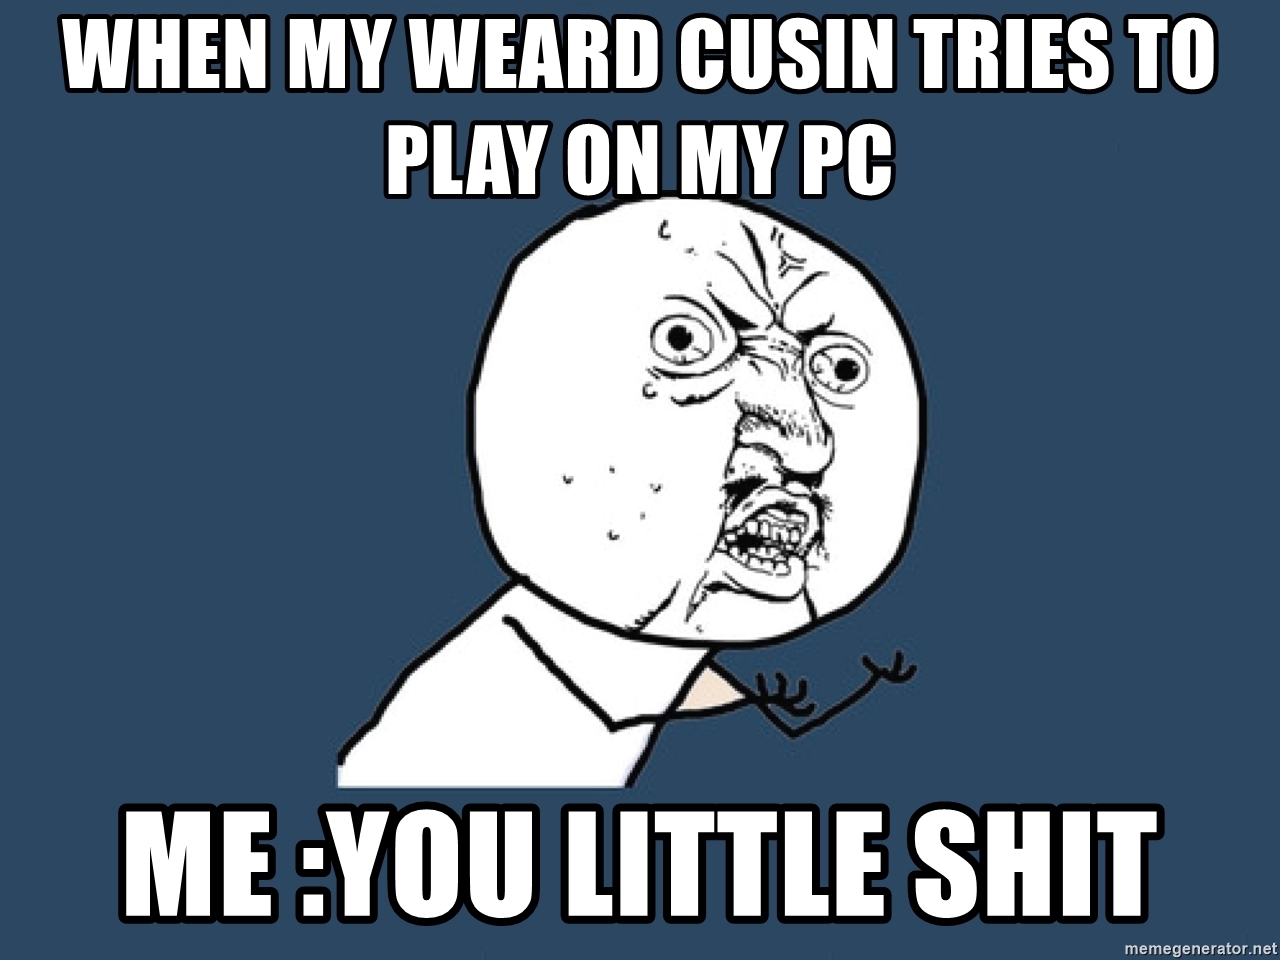 WHEN MY WEARD CUSIN TRIES TO
PLAY ON MY PC
ME :YOU LITTLE SHIT
memegenerator.net